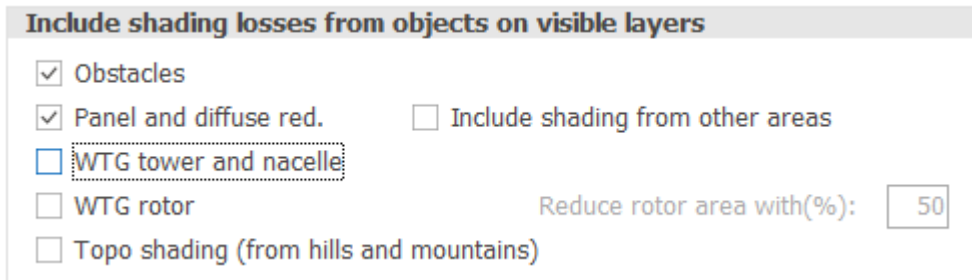 Include shading losses from objects on visible layers
Obstacles
Panel and diffuse red. Include shading from other areas
WTG tower and nacelle
WTG rotor Reduce rotor area with(%): 50
Topo shading (from hills and mountains)